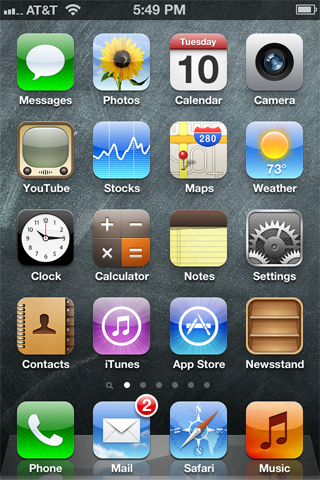 AT&T 5:49 PM
Tuesday
10
280
73°
Messages Photos Calendar Camera
YouTube Stocks Maps Weather
Clock Calculator Notes Settings
Contacts iTunes App Store Newsstand
2
Phone Mail Safari Music